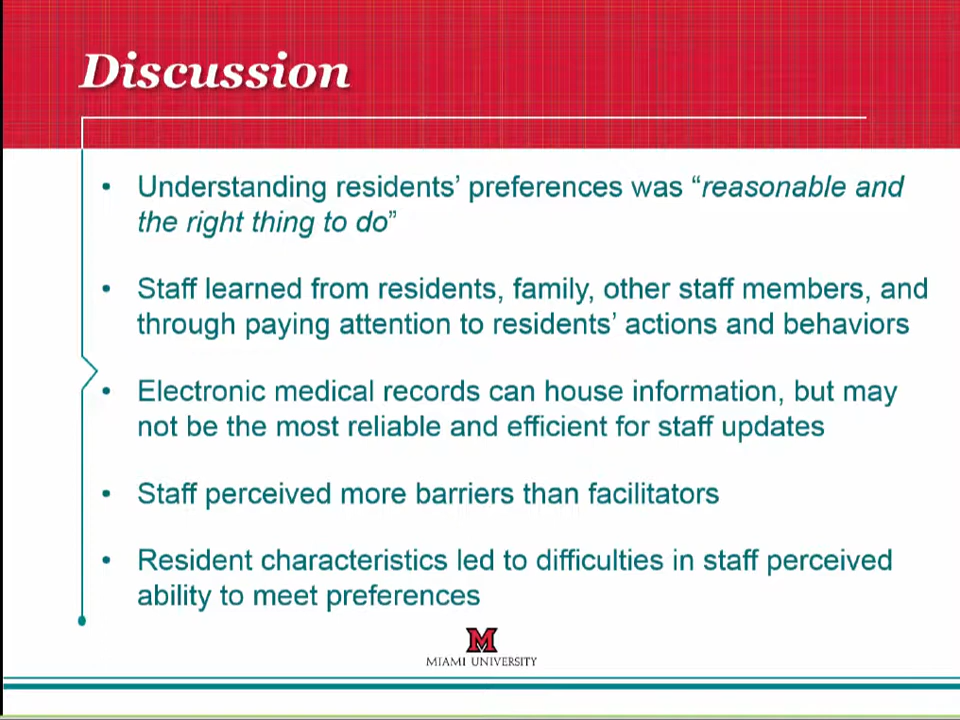 Discussion
• Understanding residents’ preferences was “reasonable and
the right thing to do”
• Staff learned from residents, family, other staff members, and
through paying attention to residents’ actions and behaviors
• Electronic medical records can house information, but may
not be the most reliable and efficient for staff updates
• Staff perceived more barriers than facilitators
• Resident characteristics led to difficulties in staff perceived
ability to meet preferences
M
MIAMI UNIVERSITY